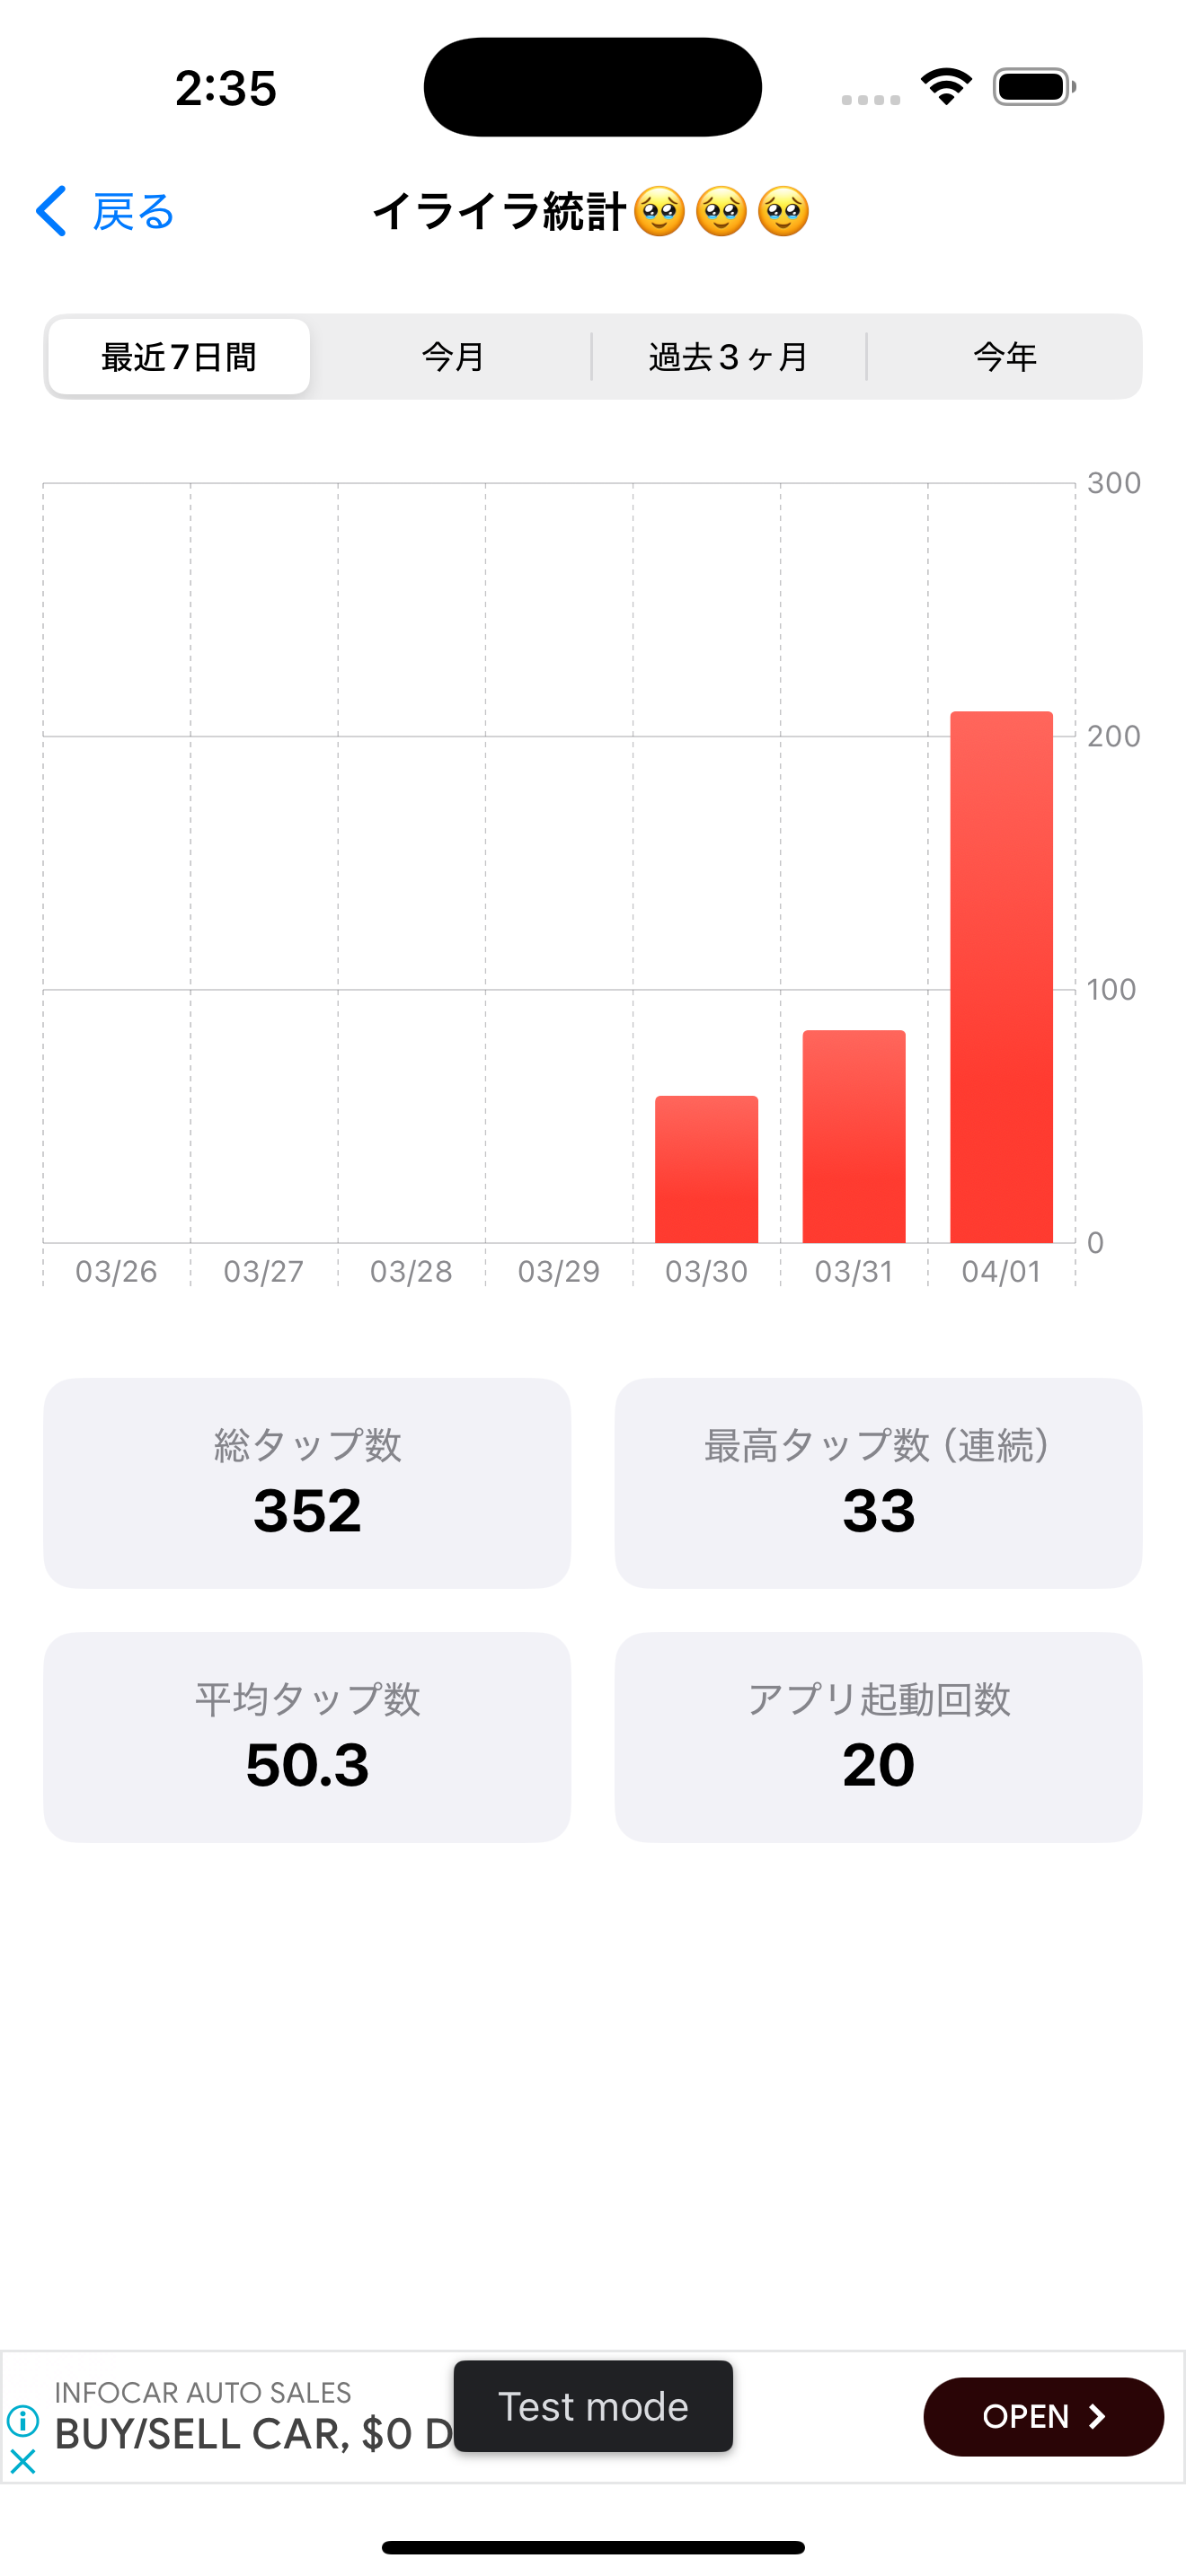 2:35
戻る
イライラ統計🥹🥹🥹
最近7日間 今月 過去3ヶ月 今年
300
200
100
0
03/26 03/27 03/28 03/29 03/30 03/31 04/01
総タップ数
352
最高タップ数（連続）
33
平均タップ数
50.3
アプリ起動回数
20
INFOCAR AUTO SALES
BUY/SELL CAR, $0 D
Test mode
OPEN